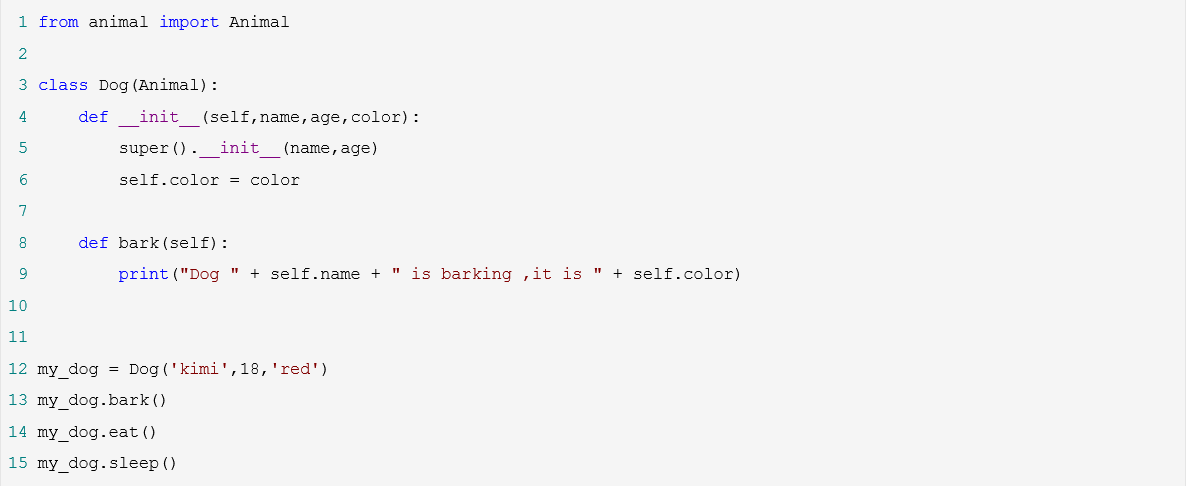 1 from animal import Animal
2
3 class Dog(Animal):
4     def __init__(self,name,age,color):
5         super().__init__(name,age)
6         self.color = color
7
8     def bark(self):
9         print("Dog " + self.name + " is barking ,it is " + self.color)
10
11
12 my_dog = Dog('kimi',18,'red')
13 my_dog.bark()
14 my_dog.eat()
15 my_dog.sleep()